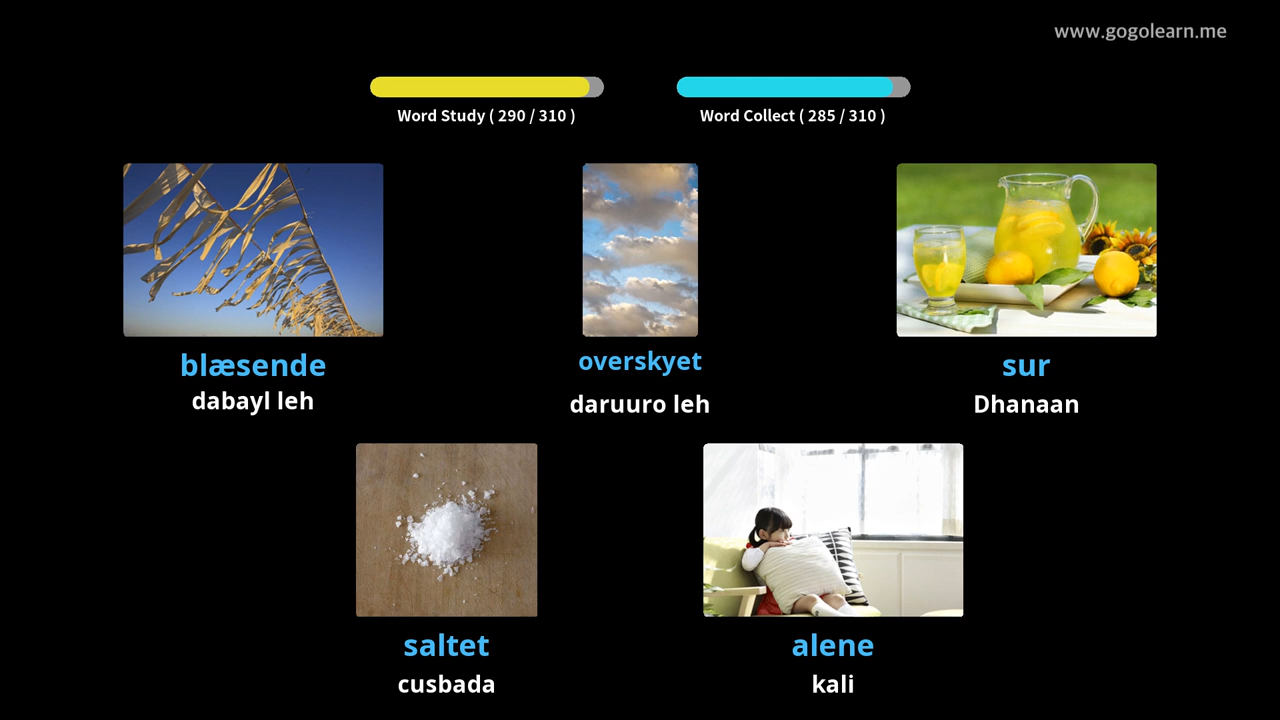 www.gogolearn.me
Word Study ( 290 / 310 )
Word Collect ( 285 / 310 )
blæsende
dabayl leh
overskyet
daruuro leh
sur
Dhanaan
saltet
cusbada
alene
kali